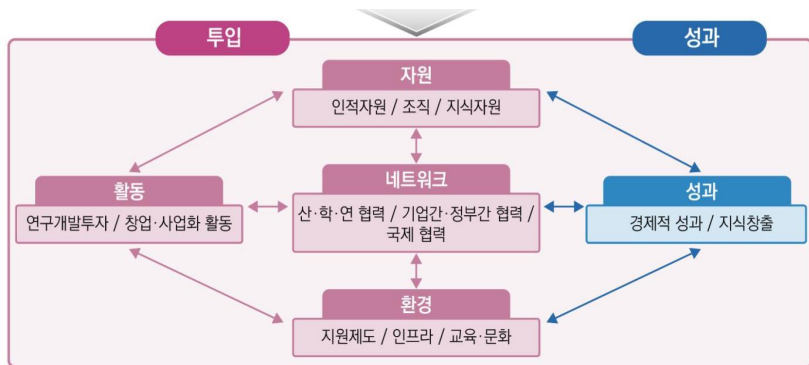 투입
성과
자원
인적자원 / 조직 / 지식자원
활동
연구개발투자 / 창업·사업화 활동
네트워크
산·학·연 협력 / 기업간·정부간 협력 /
국제 협력
성과
경제적 성과 / 지식창출
환경
지원제도 / 인프라 / 교육·문화